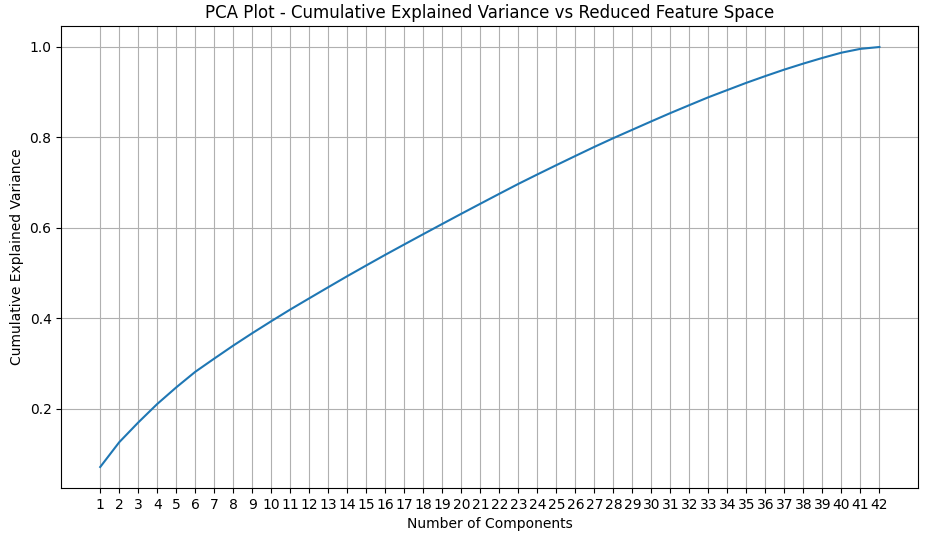 PCA Plot - Cumulative Explained Variance vs Reduced Feature Space
Cumulative Explained Variance
1.0
0.8
0.6
0.4
0.2
1 2 3 4 5 6 7 8 9 10 11 12 13 14 15 16 17 18 19 20 21 22 23 24 25 26 27 28 29 30 31 32 33 34 35 36 37 38 39 40 41 42
Number of Components